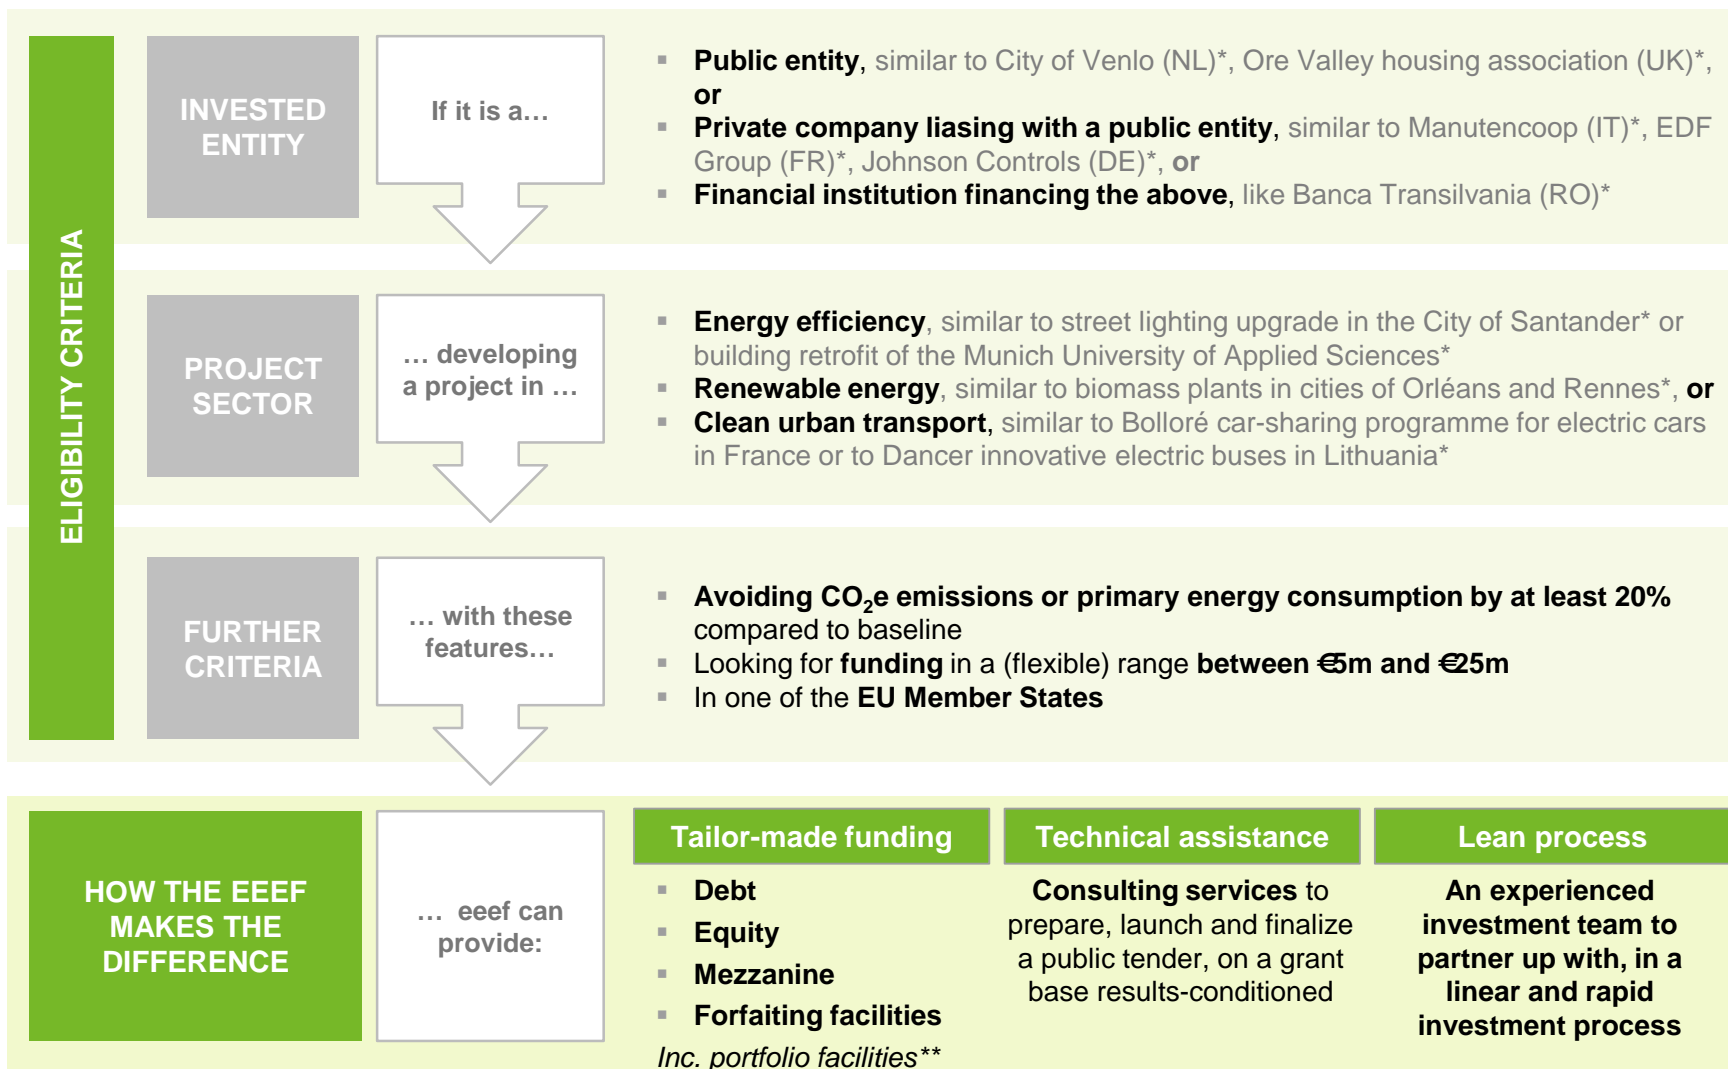 ELIGIBILITY CRITERIA
INVESTED
ENTITY
If it is a…
▪ Public entity, similar to City of Venlo (NL)*, Ore Valley housing association (UK)*,
or
▪ Private company liasing with a public entity, similar to Manutencoop (IT)*, EDF
Group (FR)*, Johnson Controls (DE)*, or
▪ Financial institution financing the above, like Banca Transilvania (RO)*
PROJECT
SECTOR
… developing
a project in …
▪ Energy efficiency, similar to street lighting upgrade in the City of Santander* or
building retrofit of the Munich University of Applied Sciences*
▪ Renewable energy, similar to biomass plants in cities of Orléans and Rennes*, or
▪ Clean urban transport, similar to Bolloré car-sharing programme for electric cars
in France or to Dancer innovative electric buses in Lithuania*
FURTHER
CRITERIA
… with these
features…
▪ Avoiding CO₂e emissions or primary energy consumption by at least 20%
compared to baseline
▪ Looking for funding in a (flexible) range between €5m and €25m
▪ In one of the EU Member States
HOW THE EEEF
MAKES THE
DIFFERENCE
… eeef can
provide:
Tailor-made funding
▪ Debt
▪ Equity
▪ Mezzanine
▪ Forfaiting facilities
Inc. portfolio facilities**
Technical assistance
Consulting services to
prepare, launch and finalize
a public tender, on a grant
base results-conditioned
Lean process
An experienced
investment team to
partner up with, in a
linear and rapid
investment process